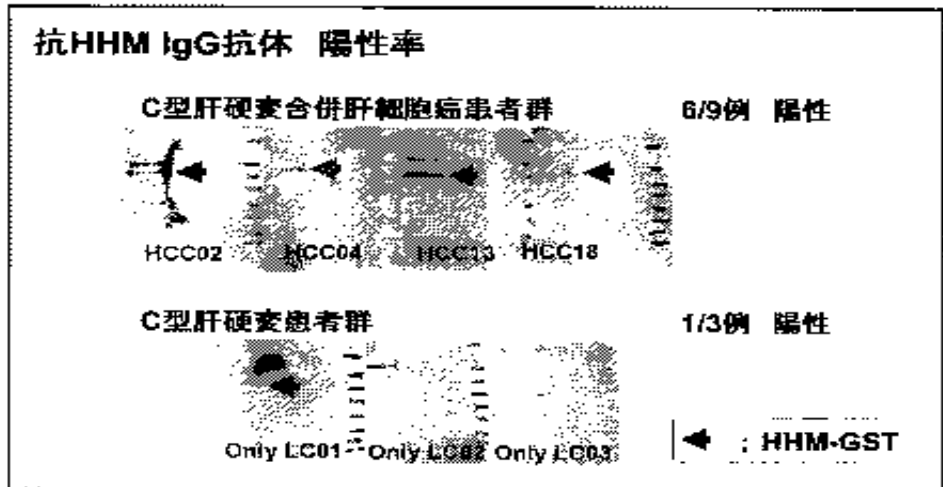 抗HHM IgG抗体 陽性率
C型肝硬変合併肝細胞癌患者群 6/9例 陽性
HCC02 HCC04 HCC13 HCC18
C型肝硬変患者群 1/3例 陽性
Only LC01 Only LC02 Only LC03
: HHM-GST